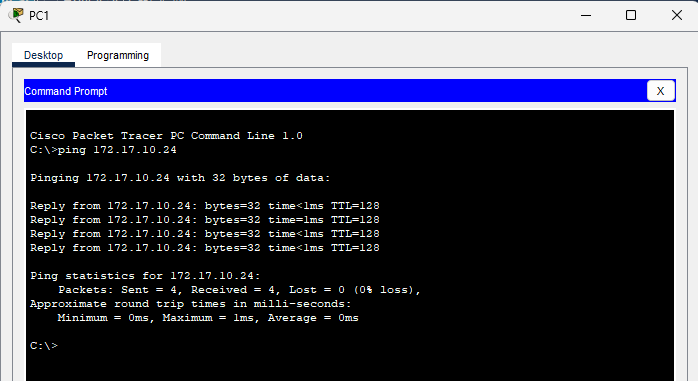 PC1
Desktop Programming
Command Prompt X
Cisco Packet Tracer PC Command Line 1.0
C:\>ping 172.17.10.24
Pinging 172.17.10.24 with 32 bytes of data:
Reply from 172.17.10.24: bytes=32 time<1ms TTL=128
Reply from 172.17.10.24: bytes=32 time<1ms TTL=128
Reply from 172.17.10.24: bytes=32 time<1ms TTL=128
Reply from 172.17.10.24: bytes=32 time<1ms TTL=128
Ping statistics for 172.17.10.24:
Packets: Sent = 4, Received = 4, Lost = 0 (0% loss),
Approximate round trip times in milli-seconds:
Minimum = 0ms, Maximum = 1ms, Average = 0ms
C:\>